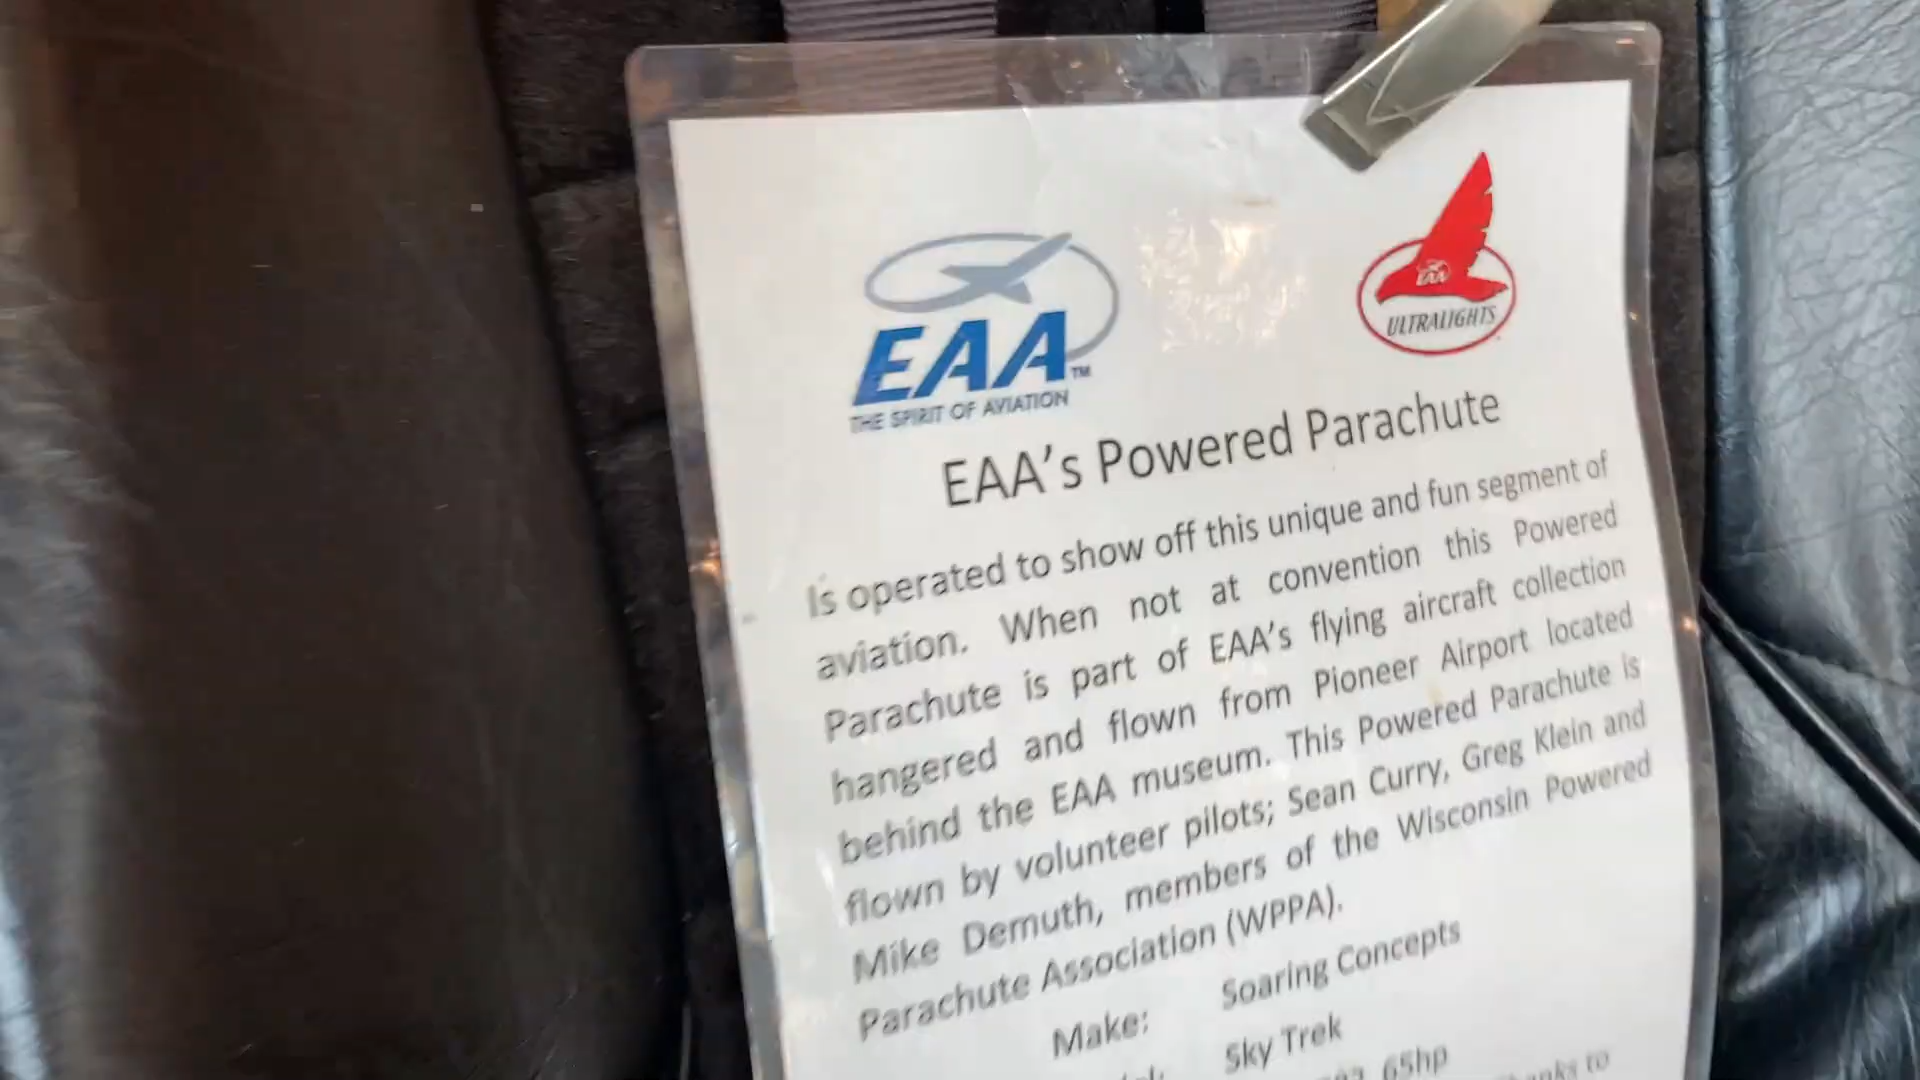 EAA
ULTRALIGHTS
EAA™
THE SPIRIT OF AVIATION
EAA's Powered Parachute
Is operated to show off this unique and fun segment of
aviation. When not at convention this Powered
Parachute is part of EAA's flying aircraft collection
hangered and flown from Pioneer Airport located
behind the EAA museum. This Powered Parachute is
flown by volunteer pilots; Sean Curry, Greg Klein and
Mike Demuth, members of the Wisconsin Powered
Parachute Association (WPPA).
Make: Soaring Concepts
Sky Trek
65hp
to